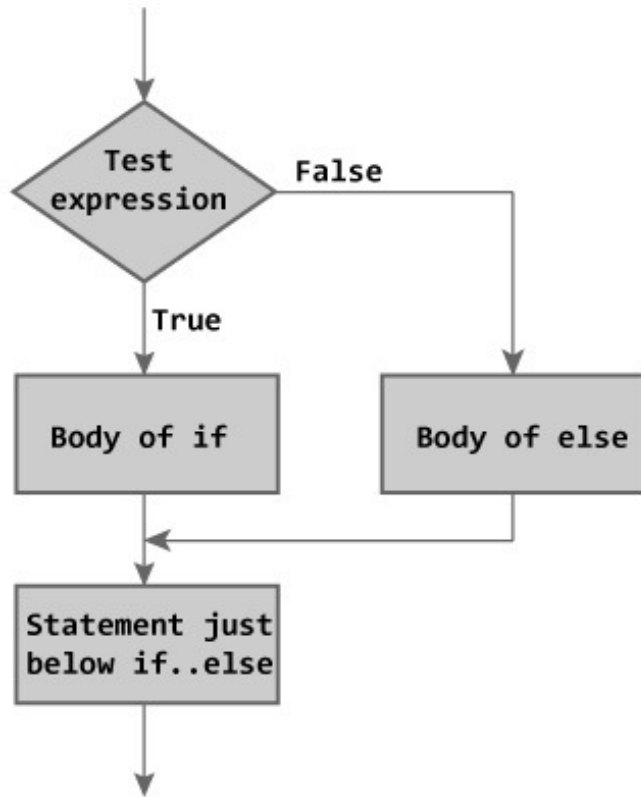 Test
expression
False
True
Body of if
Body of else
Statement just
below if..else